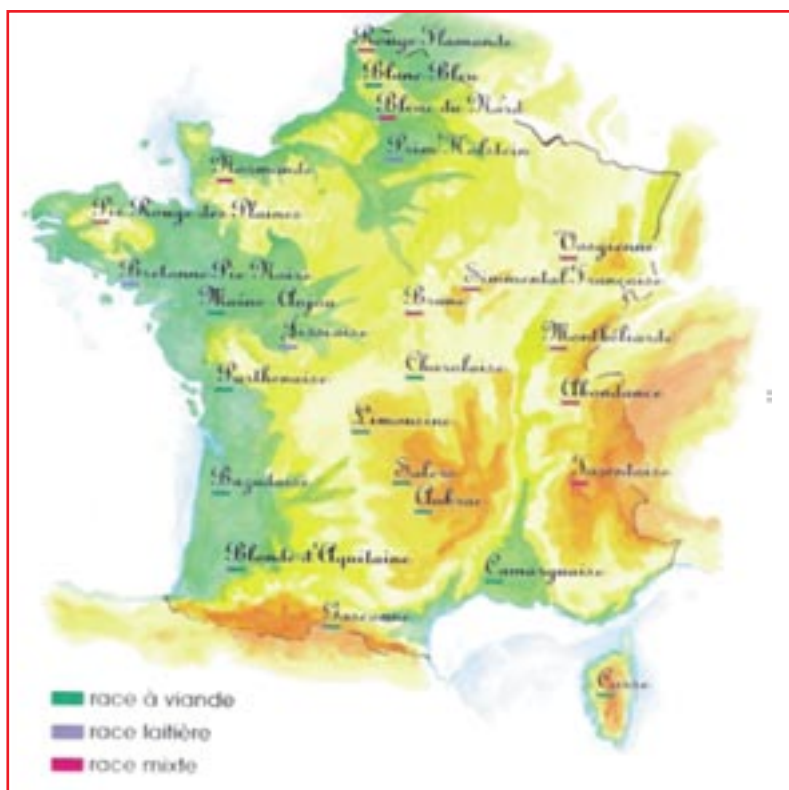 Rouge Flamande
Blanc Bleu
Bleue du Nord
Prim'Holstein
Normande
Pie Rouge des Plaines
Vosgienne
Bretonne Pie Noire
Simmental Française
Maine Anjou
Brune
Jersiaise
Montbéliarde
Parthenaise
Charolaise
Abondance
Limousine
Salers
Tarentaise
Bazadaise
Aubrac
Blonde d'Aquitaine
Camarguaise
Gasconne
Corse
race à viande
race laitière
race mixte